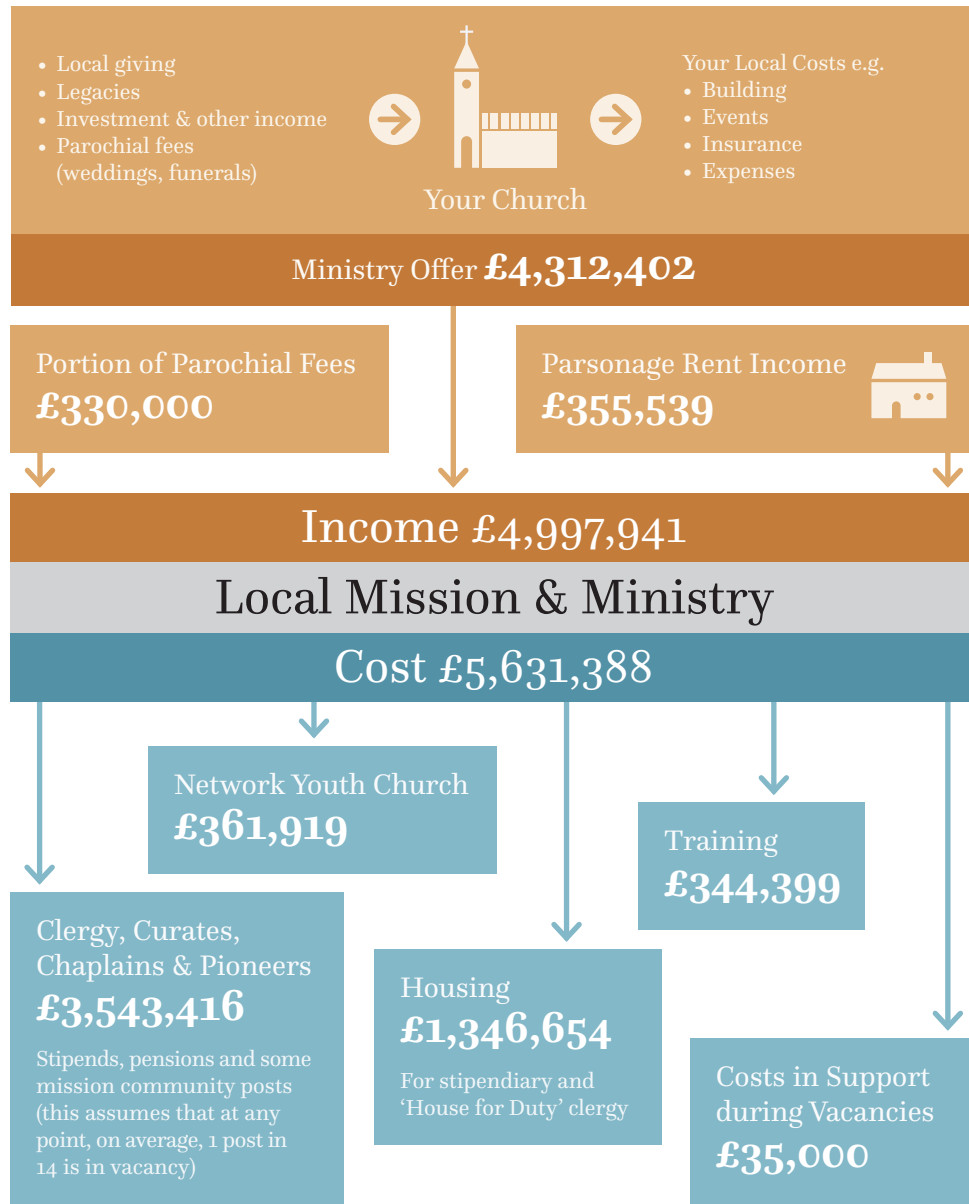 • Local giving
• Legacies
• Investment & other income
• Parochial fees
(weddings, funerals)
Your Church
Your Local Costs e.g.
• Building
• Events
• Insurance
• Expenses
Ministry Offer £4,312,402
Portion of Parochial Fees
£330,000
Parsonage Rent Income
£355,539
Income £4,997,941
Local Mission & Ministry
Cost £5,631,388
Network Youth Church
£361,919
Training
£344,399
Clergy, Curates,
Chaplains & Pioneers
£3,543,416
Stipends, pensions and some
mission community posts
(this assumes that at any
point, on average, 1 post in
14 is in vacancy)
Housing
£1,346,654
For stipendiary and
‘House for Duty’ clergy
Costs in Support
during Vacancies
£35,000